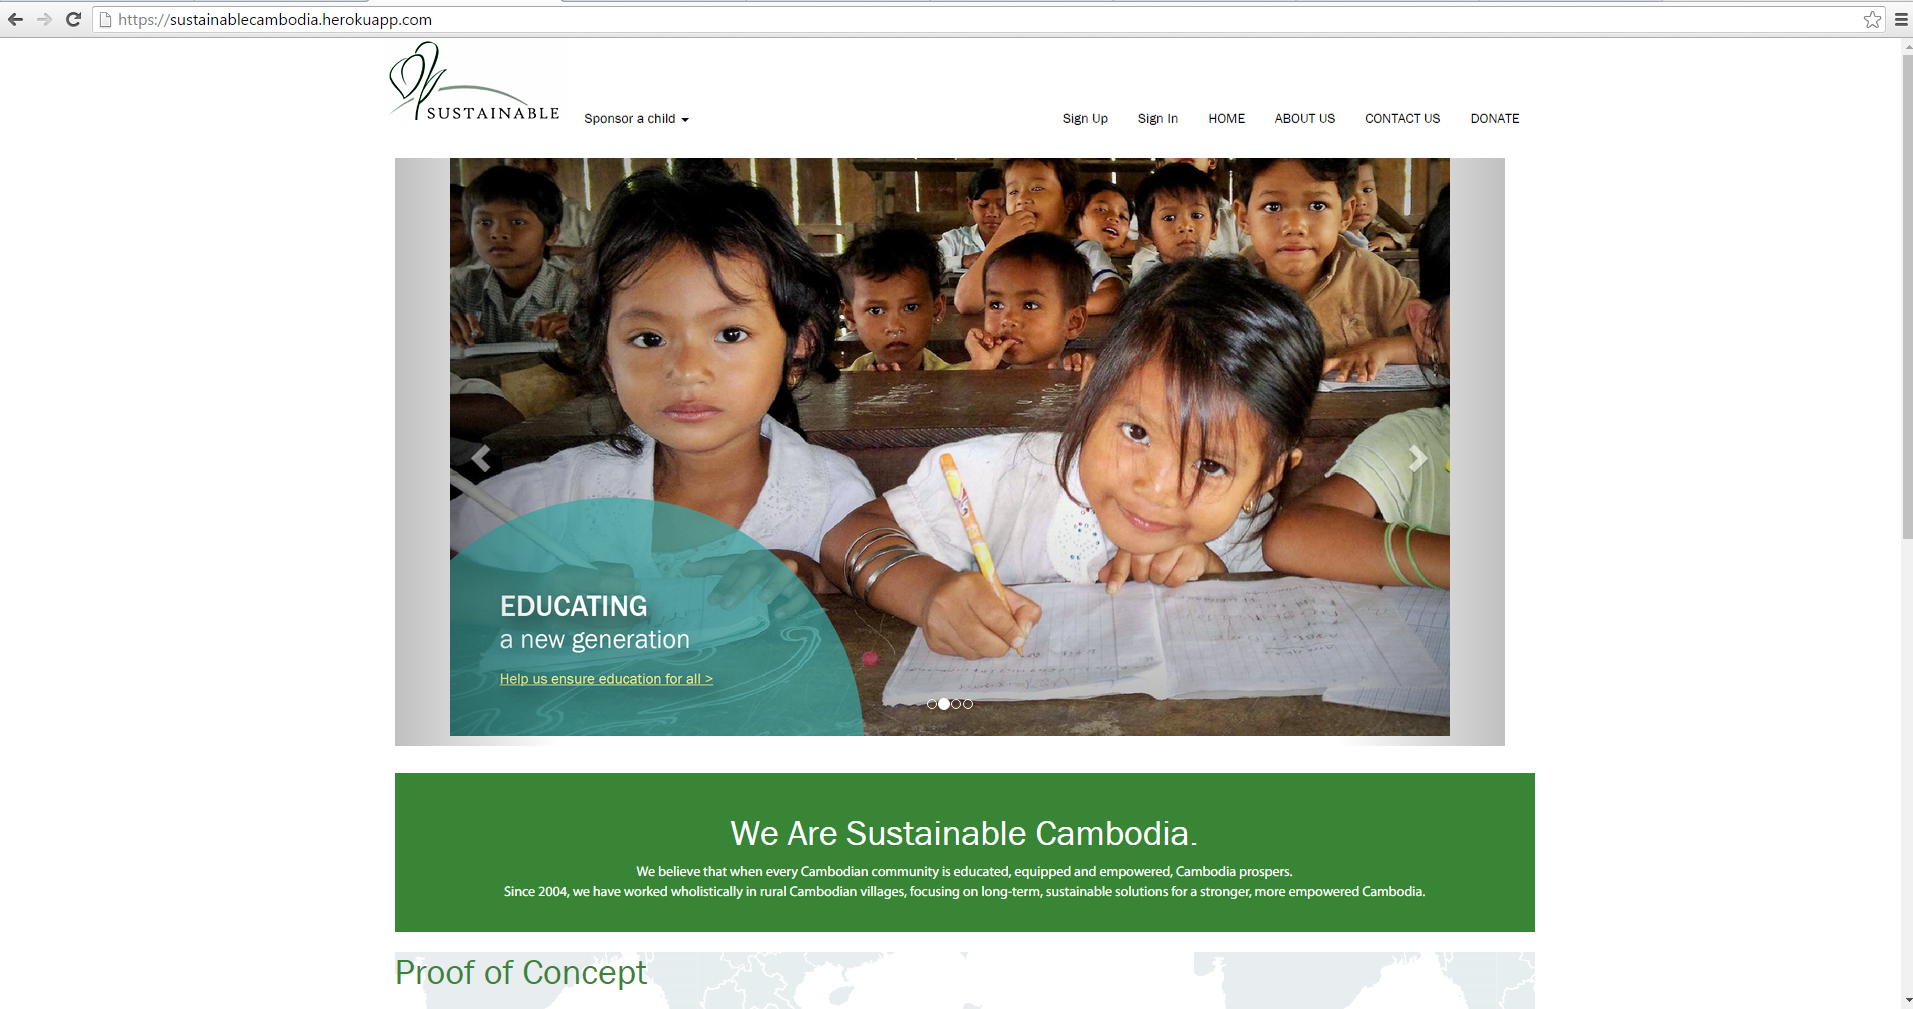 https://sustainablecambodia.herokuapp.com
SUSTAINABLE
Sponsor a child
Sign Up
Sign In
HOME
ABOUT US
CONTACT US
DONATE
EDUCATING
a new generation
Help us ensure education for all >
We Are Sustainable Cambodia.
We believe that when every Cambodian community is educated, equipped and empowered, Cambodia prospers.
Since 2004, we have worked wholistically in rural Cambodian villages, focusing on long-term, sustainable solutions for a stronger, more empowered Cambodia.
Proof of Concept